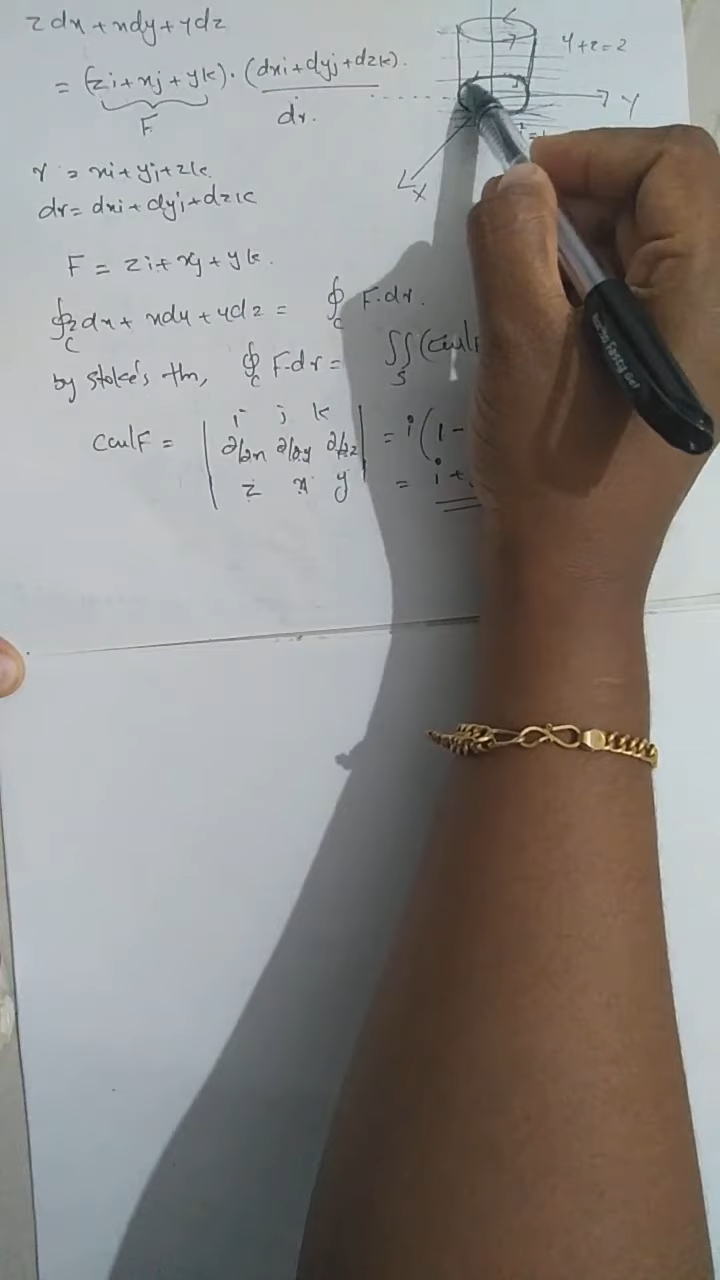 zdx + xdy + ydz
= (zi + xj + yk) · (dxi + dyj + dzk).
F
dr.
y + z = 2
Y
X
r = xi + yj + zk
dr = dxi + dyj + dzk
F = zi + xj + yk.
∮ zdx + xdy + ydz = ∮ F·dr.
C C
by stoke's thm, ∮ F·dr = ∬ (curl
C S
curl F = | i j k
∂/∂x ∂/∂y ∂/∂z | = i(1 -
z x y = i +